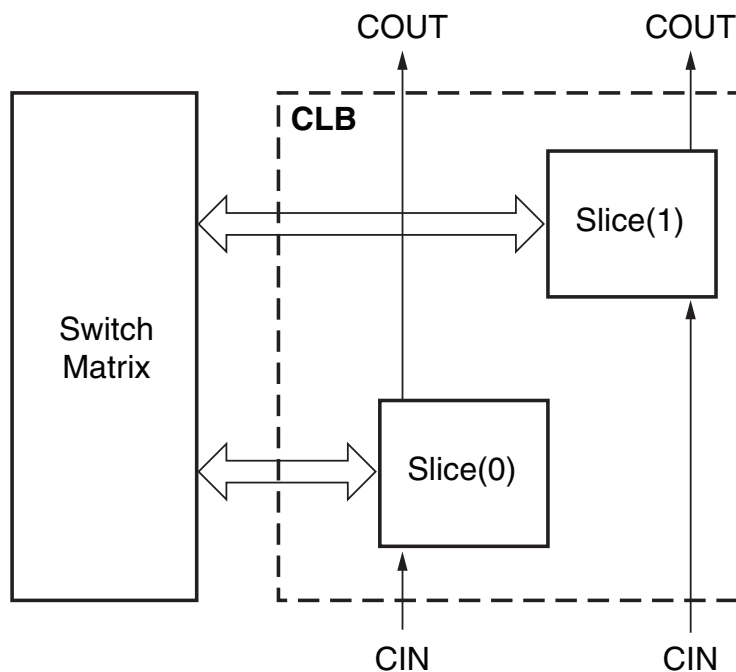 COUT COUT
CLB
Slice(1)
Switch
Matrix
Slice(0)
CIN CIN